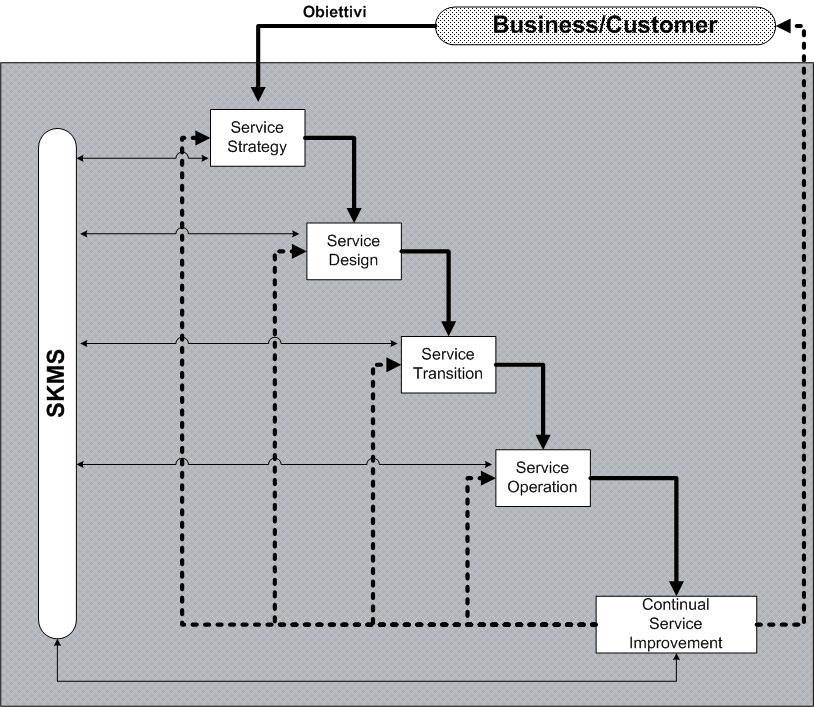 Obiettivi
Business/Customer
Service
Strategy
Service
Design
SKMS
Service
Transition
Service
Operation
Continual
Service
Improvement